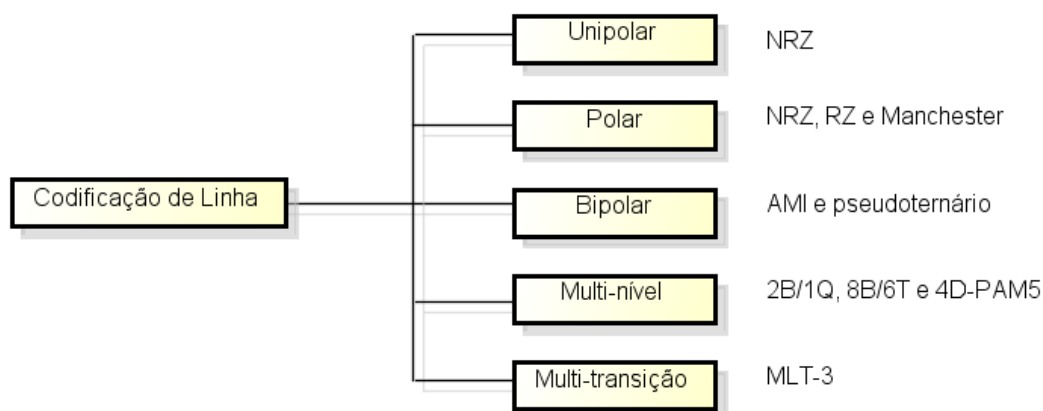 Unipolar
NRZ
Polar
NRZ, RZ e Manchester
Codificação de Linha
Bipolar
AMI e pseudoternário
Multi-nível
2B/1Q, 8B/6T e 4D-PAM5
Multi-transição
MLT-3